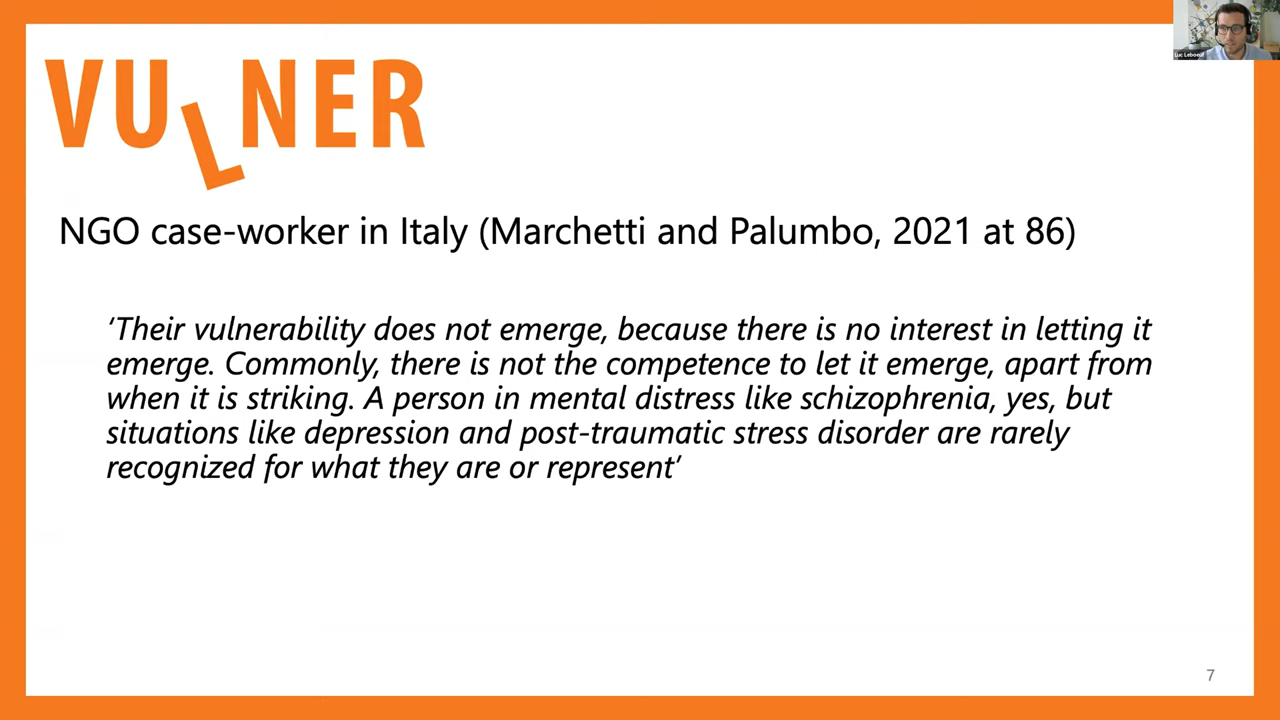 Luc Leboeuf
VULNER
NGO case-worker in Italy (Marchetti and Palumbo, 2021 at 86)
‘Their vulnerability does not emerge, because there is no interest in letting it
emerge. Commonly, there is not the competence to let it emerge, apart from
when it is striking. A person in mental distress like schizophrenia, yes, but
situations like depression and post-traumatic stress disorder are rarely
recognized for what they are or represent’
7